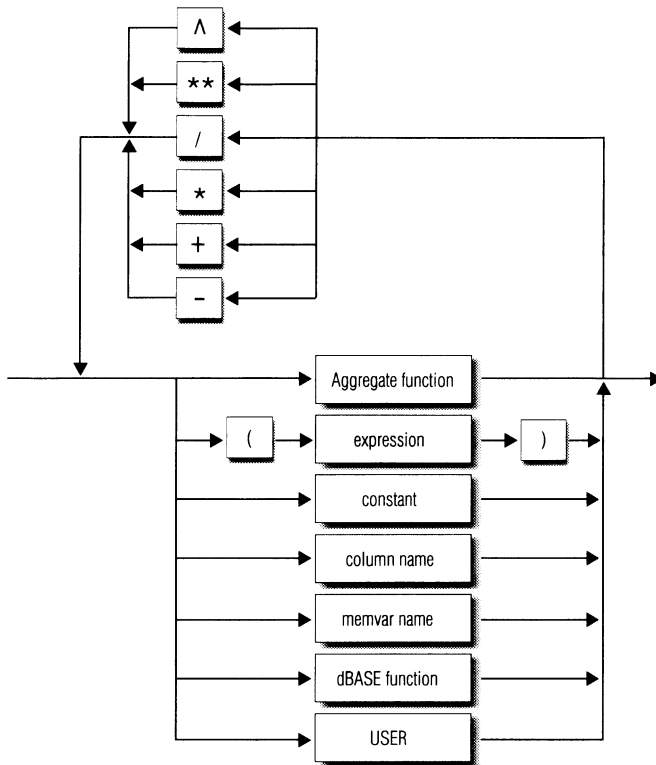 ^
**
/
*
+
-
Aggregate function
( expression )
constant
column name
memvar name
dBASE function
USER